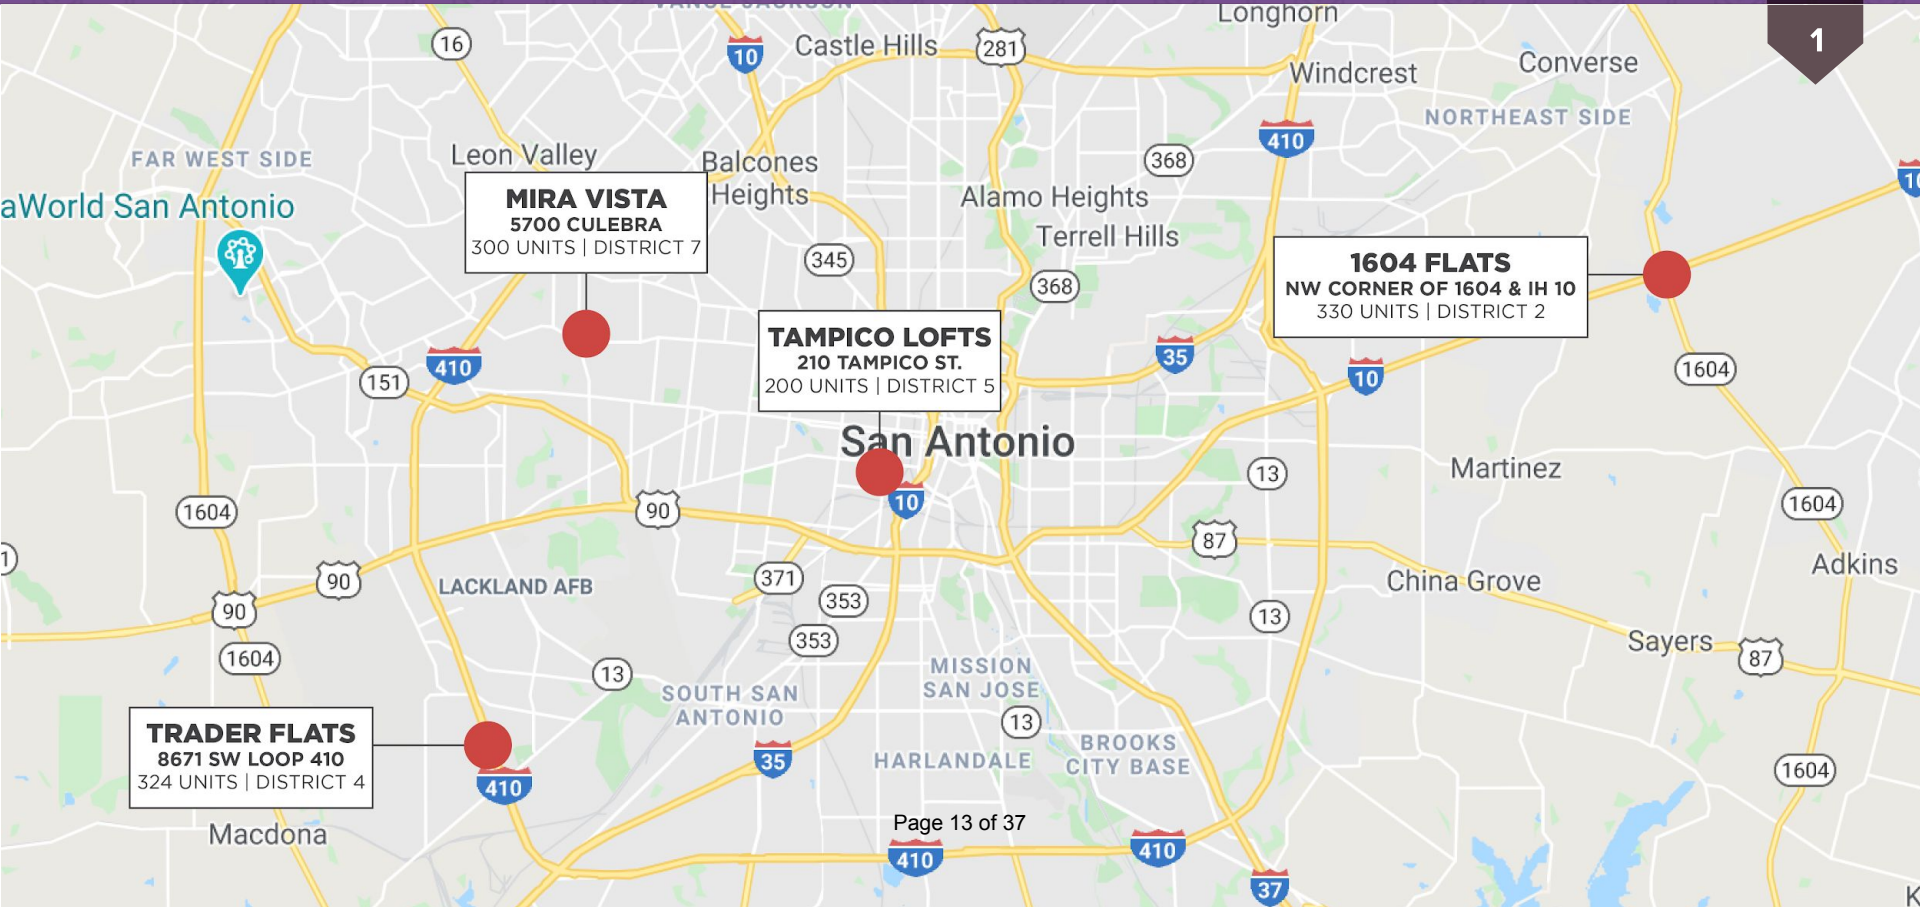 VANCE JACKSON
Longhorn
1
16
10
Castle Hills
281
Windcrest
Converse
NORTHEAST SIDE
410
FAR WEST SIDE
Leon Valley
Balcones
Heights
368
10
aWorld San Antonio
MIRA VISTA
5700 CULEBRA
300 UNITS | DISTRICT 7
Alamo Heights
Terrell Hills
345
368
1604 FLATS
NW CORNER OF 1604 & IH 10
330 UNITS | DISTRICT 2
TAMPICO LOFTS
210 TAMPICO ST.
200 UNITS | DISTRICT 5
410
151
35
10
1604
San Antonio
13
Martinez
10
1604
90
1604
87
1
Adkins
90
LACKLAND AFB
371
353
China Grove
90
13
353
Sayers
87
1604
13
SOUTH SAN
ANTONIO
MISSION
SAN JOSE
13
TRADER FLATS
8671 SW LOOP 410
324 UNITS | DISTRICT 4
35
HARLANDALE
BROOKS
CITY BASE
1604
410
Macdona
Page 13 of 37
410
410
37
K